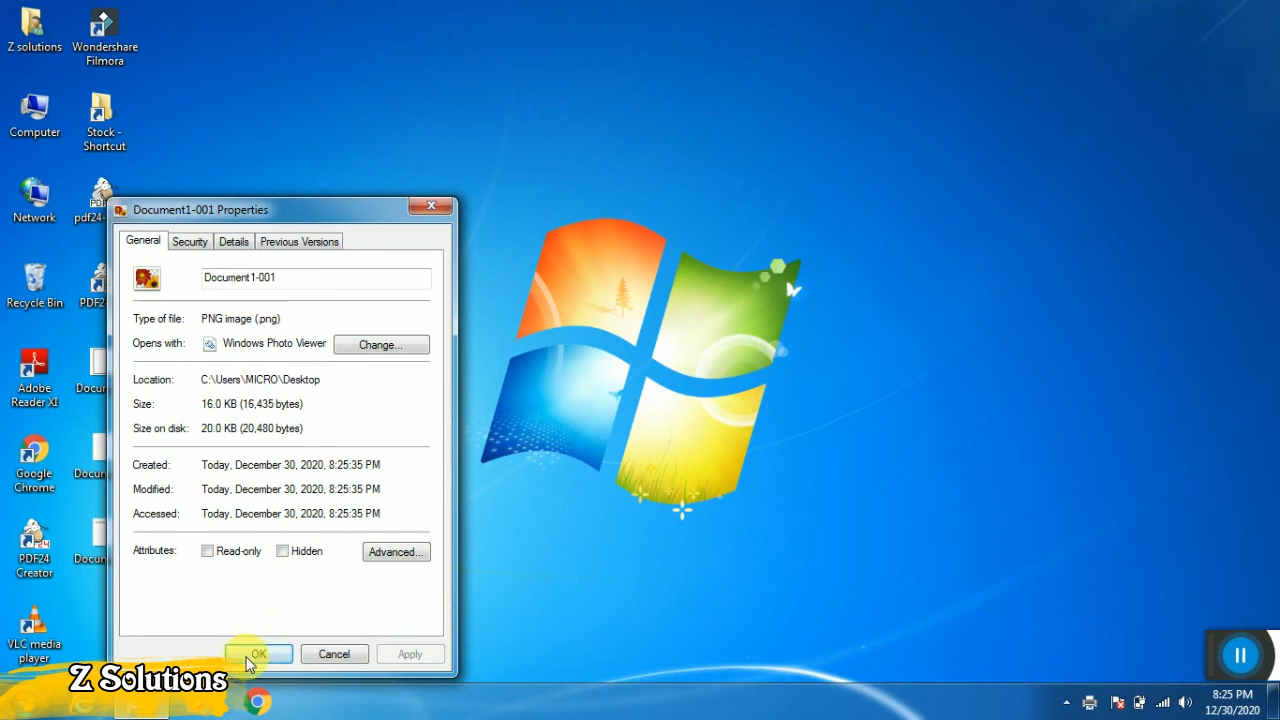 Z solutions
Wondershare
Filmora
Computer
Stock -
Shortcut
Network
pdf24-
Recycle Bin
PDF2
Adobe
Reader XI
Docu
Google
Chrome
Docun
PDF24
Creator
Docun
VLC media
player
Document1-001 Properties
General
Security
Details
Previous Versions
Document1-001
Type of file:
PNG image (.png)
Opens with:
Windows Photo Viewer
Change...
Location:
C:\Users\MICRO\Desktop
Size:
16.0 KB (16,435 bytes)
Size on disk:
20.0 KB (20,480 bytes)
Created:
Today, December 30, 2020, 8:25:35 PM
Modified:
Today, December 30, 2020, 8:25:35 PM
Accessed:
Today, December 30, 2020, 8:25:35 PM
Attributes:
Read-only
Hidden
Advanced...
OK
Cancel
Apply
Z Solutions
8:25 PM
12/30/2020